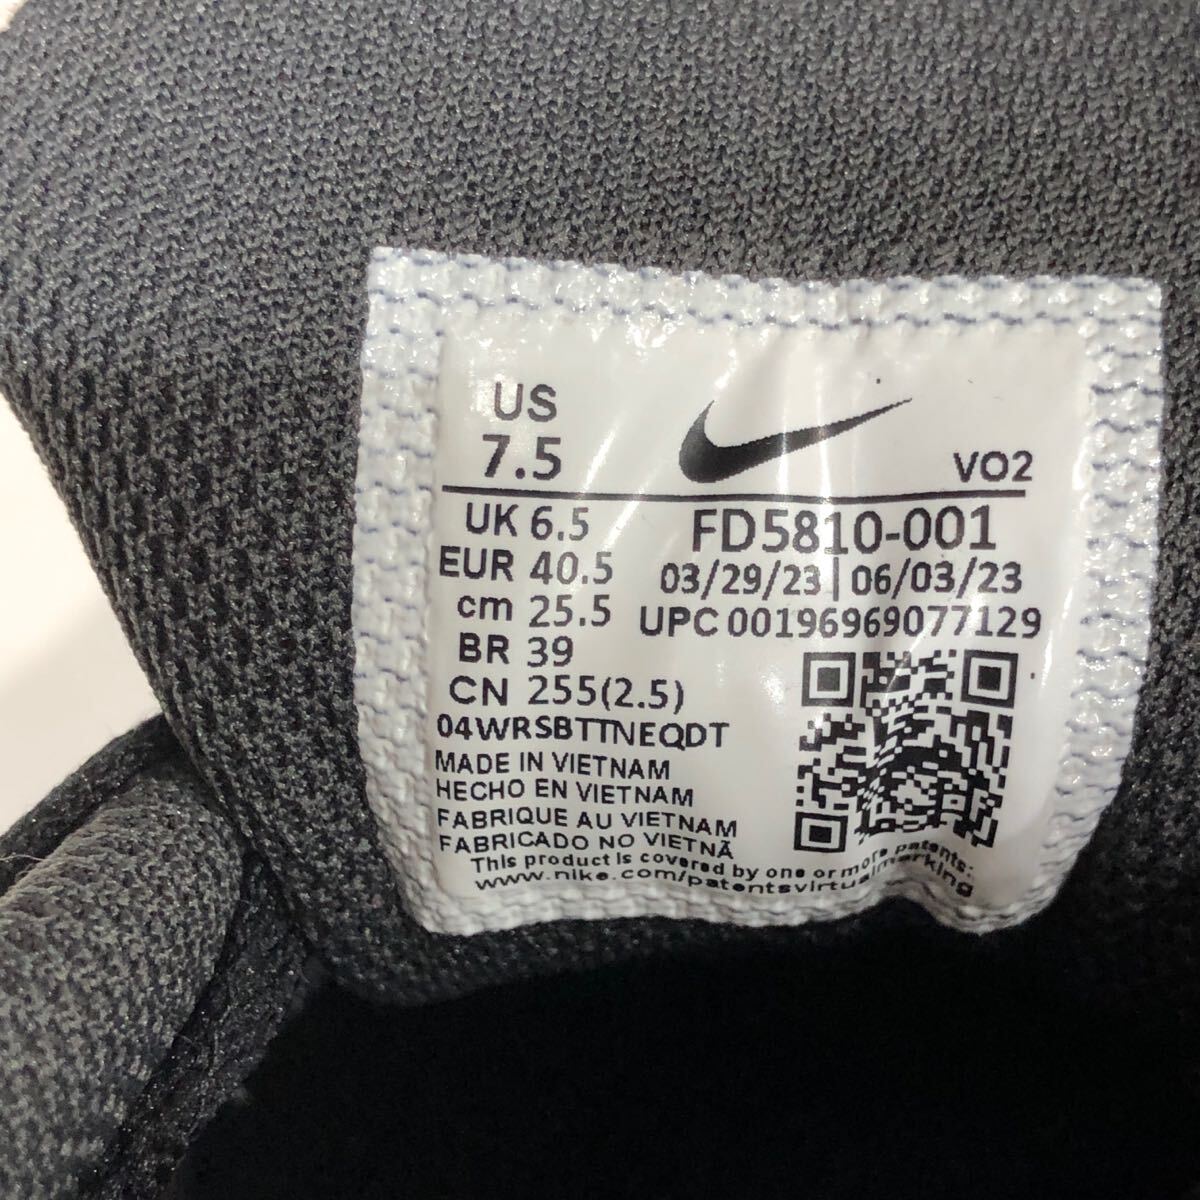 US
7.5
VO2
UK 6.5
FD5810-001
EUR 40.5
03/29/23 | 06/03/23
cm 25.5
UPC 00196969077129
BR 39
CN 255(2.5)
04WRSBTTNEQDT
MADE IN VIETNAM
HECHO EN VIETNAM
FABRIQUE AU VIETNAM
FABRICADO NO VIETNÃ
This product is covered by one or more patents:
www.nike.com/patentsvirtualmarking